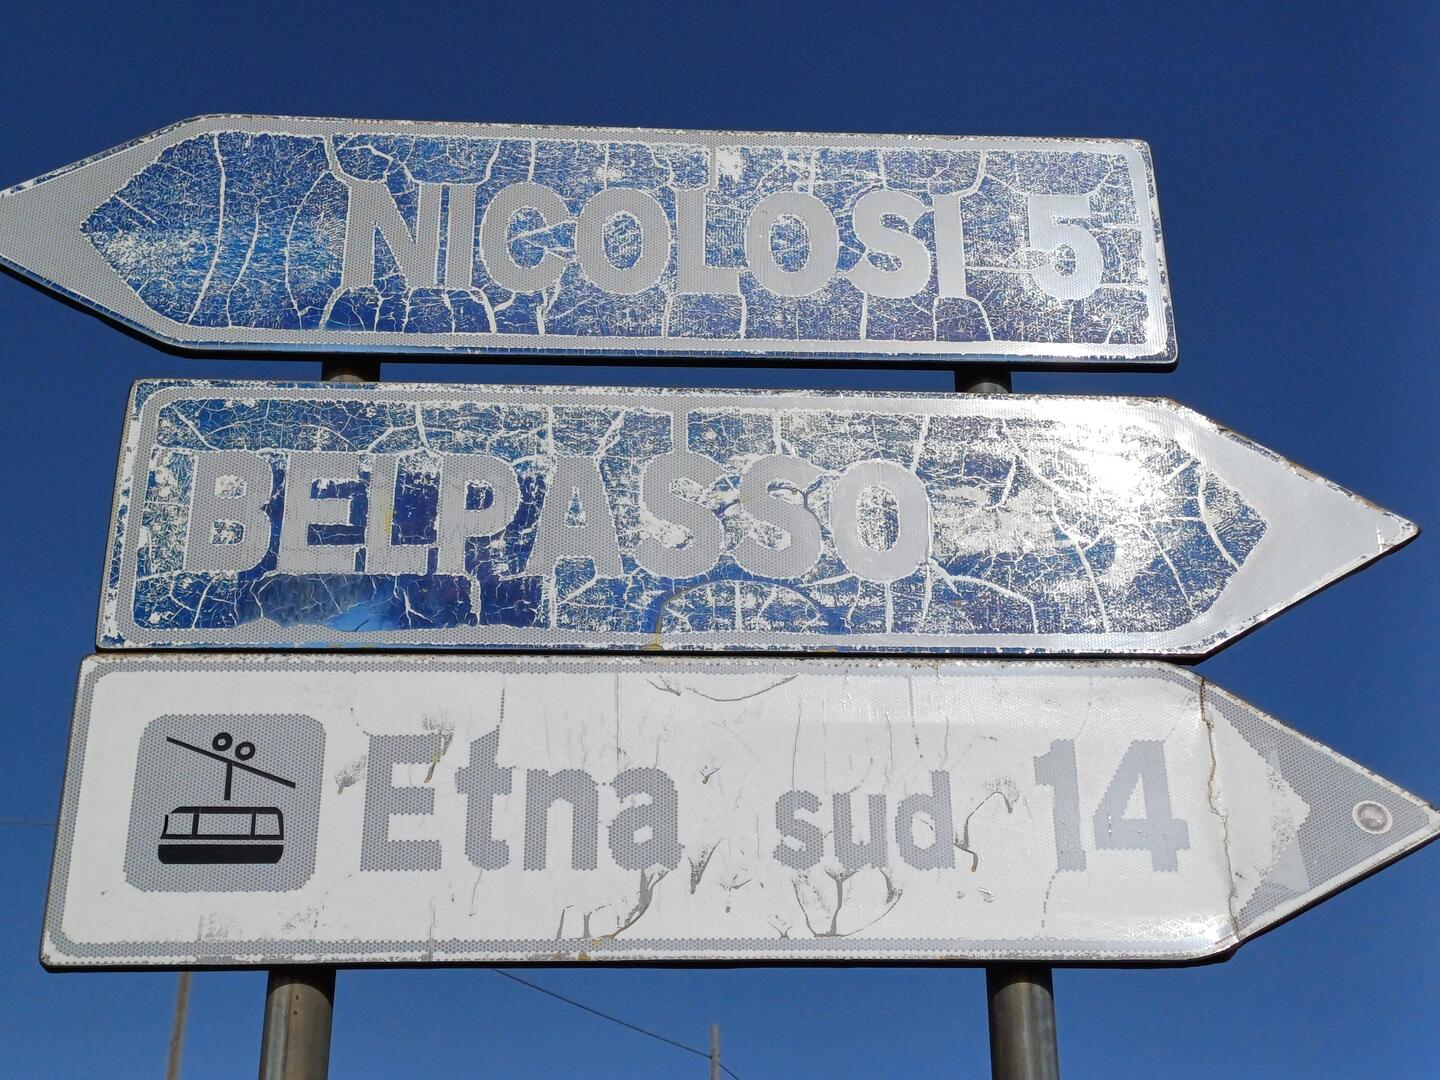 NICOLOSI 5
BELPASSO
Etna sud 14